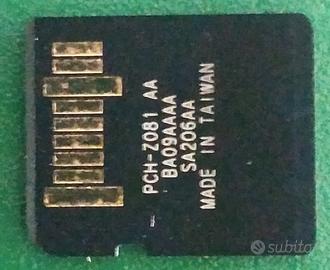 PCH-Z081 AA
BA09AAAA
SA206AA
MADE IN TAIWAN
subito